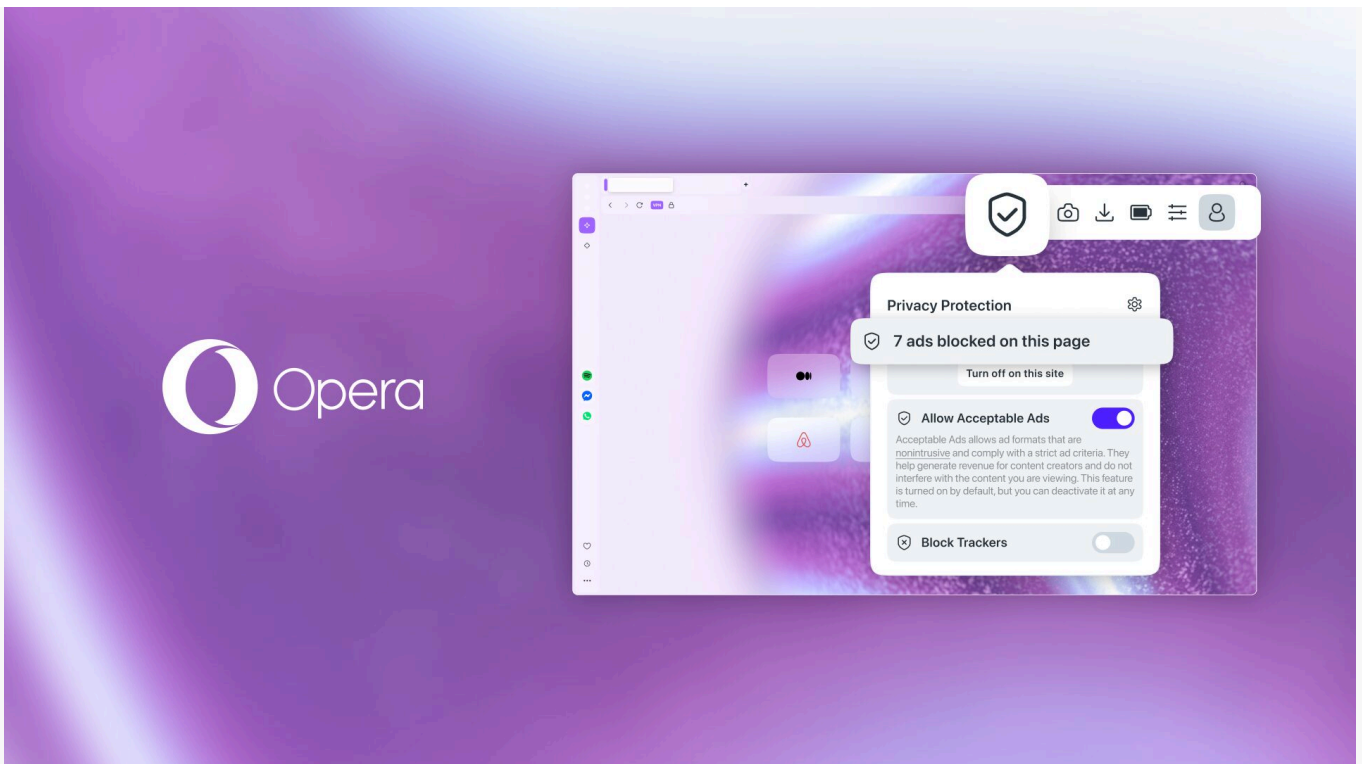 Opera
VPN
Privacy Protection
7 ads blocked on this page
Turn off on this site
Allow Acceptable Ads
Acceptable Ads allows ad formats that are
nonintrusive and comply with a strict ad criteria. They
help generate revenue for content creators and do not
interfere with the content you are viewing. This feature
is turned on by default, but you can deactivate it at any
time.
Block Trackers